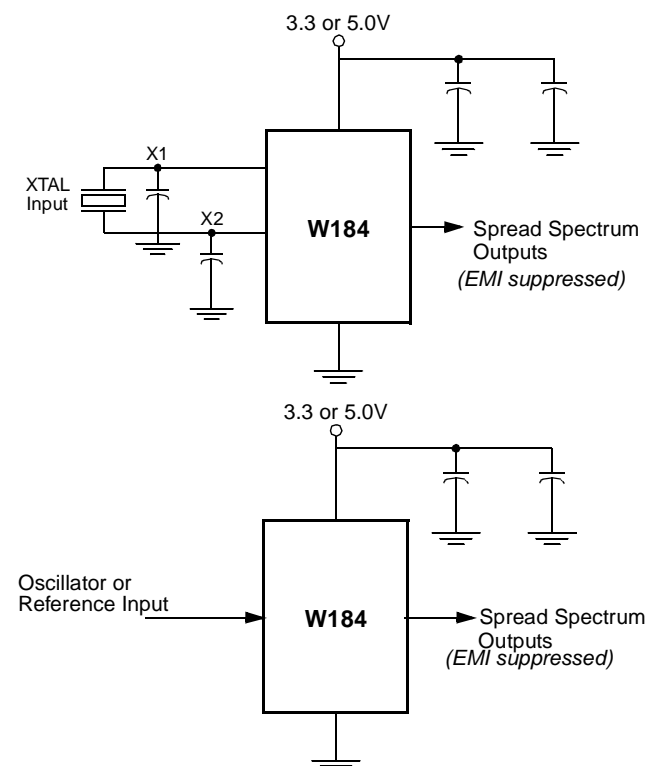 3.3 or 5.0V
X1
XTAL
Input
X2
W184
Spread Spectrum
Outputs
(EMI suppressed)
3.3 or 5.0V
Oscillator or
Reference Input
W184
Spread Spectrum
Outputs
(EMI suppressed)